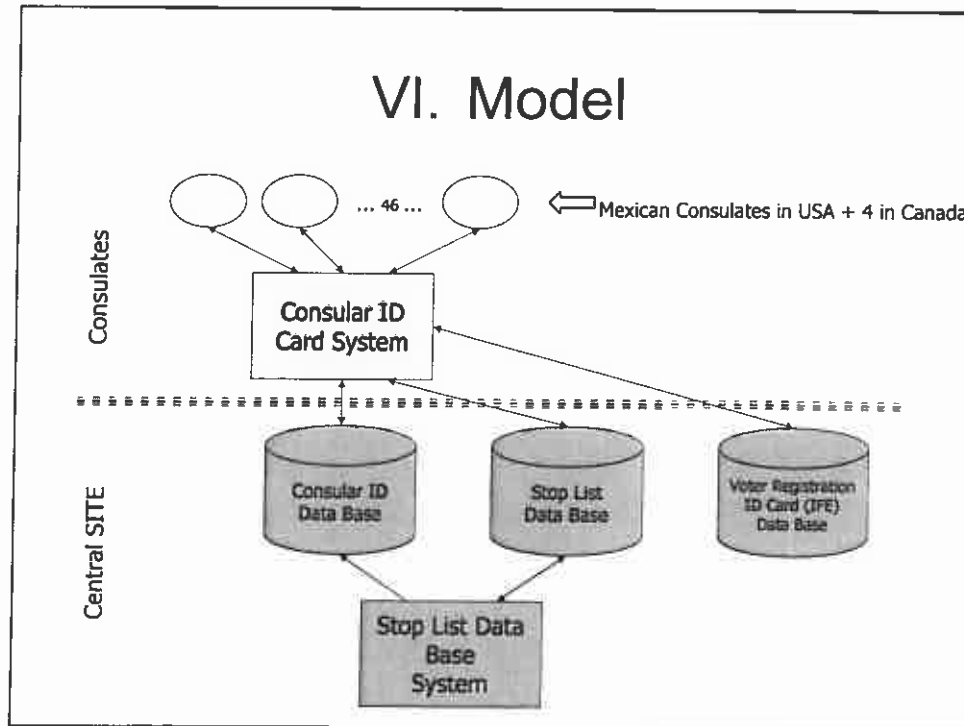 VI. Model
... 46 ...
Mexican Consulates in USA + 4 in Canada
Consulates
Consular ID
Card System
Consular ID
Data Base
Stop List
Data Base
Voter Registration
ID Card (IFE)
Data Base
Central SITE
Stop List Data
Base
System